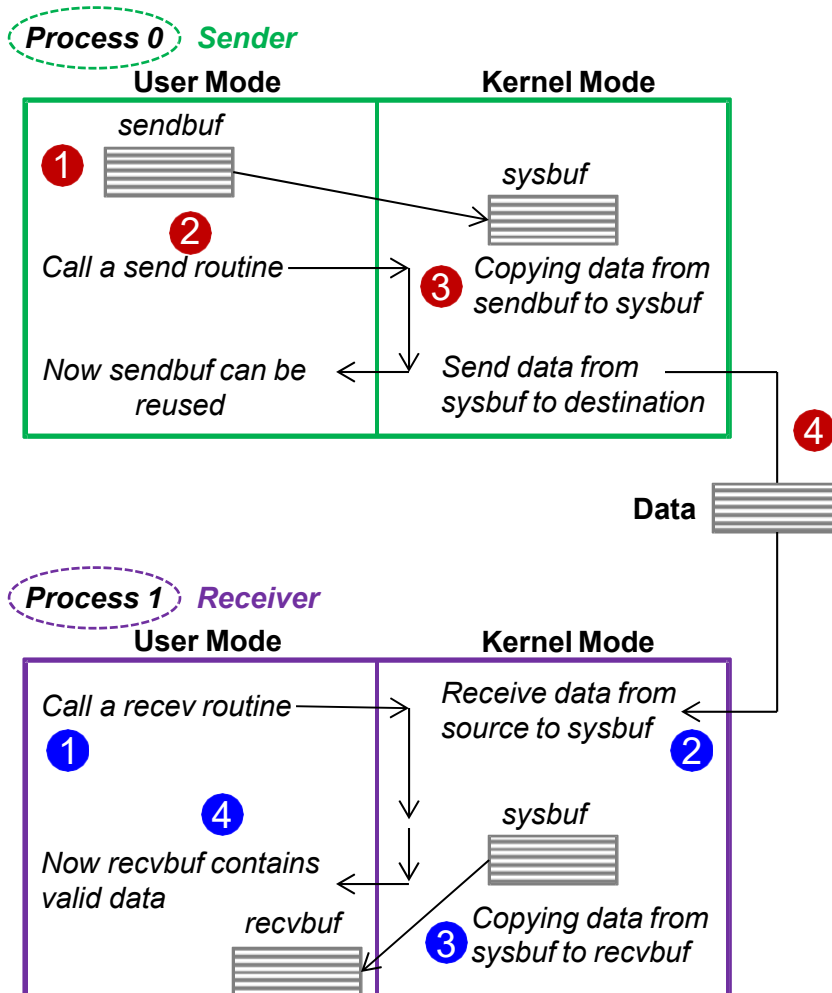 Process 0 Sender
User Mode Kernel Mode
sendbuf
1
sysbuf
2
Call a send routine
3 Copying data from
sendbuf to sysbuf
Now sendbuf can be
reused
Send data from
sysbuf to destination
4
Data
Process 1 Receiver
User Mode Kernel Mode
Call a recev routine
1
Receive data from
source to sysbuf
2
4
sysbuf
Now recvbuf contains
valid data
recvbuf
3 Copying data from
sysbuf to recvbuf